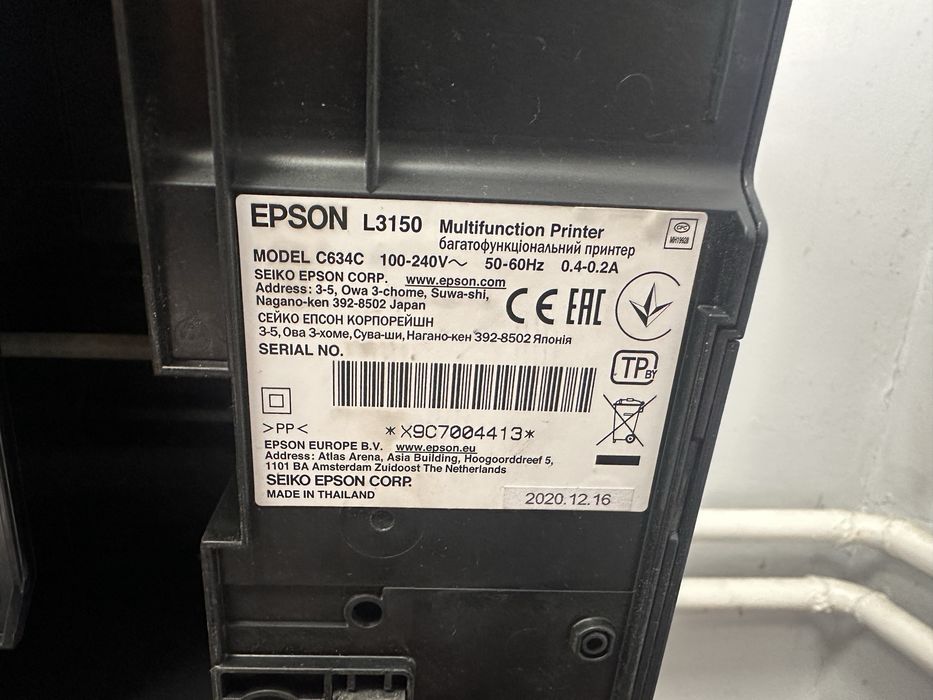 EPSON L3150 Multifunction Printer
багатофункціональний принтер
MODEL C634C 100-240V~ 50-60Hz 0.4-0.2A
SEIKO EPSON CORP. www.epson.com
Address: 3-5, Owa 3-chome, Suwa-shi,
Nagano-ken 392-8502 Japan
СЕЙКО ЕПСОН КОРПОРЕЙШН
3-5, Ова 3-хоме, Сува-ши, Нагано-кен 392-8502 Японія
CE EAC
SERIAL NO.
TP BY
*X9C7004413*
>PP<
EPSON EUROPE B.V. www.epson.eu
Address: Atlas Arena, Asia Building, Hoogoorddreef 5,
1101 BA Amsterdam Zuidoost The Netherlands
SEIKO EPSON CORP.
MADE IN THAILAND
2020.12.16